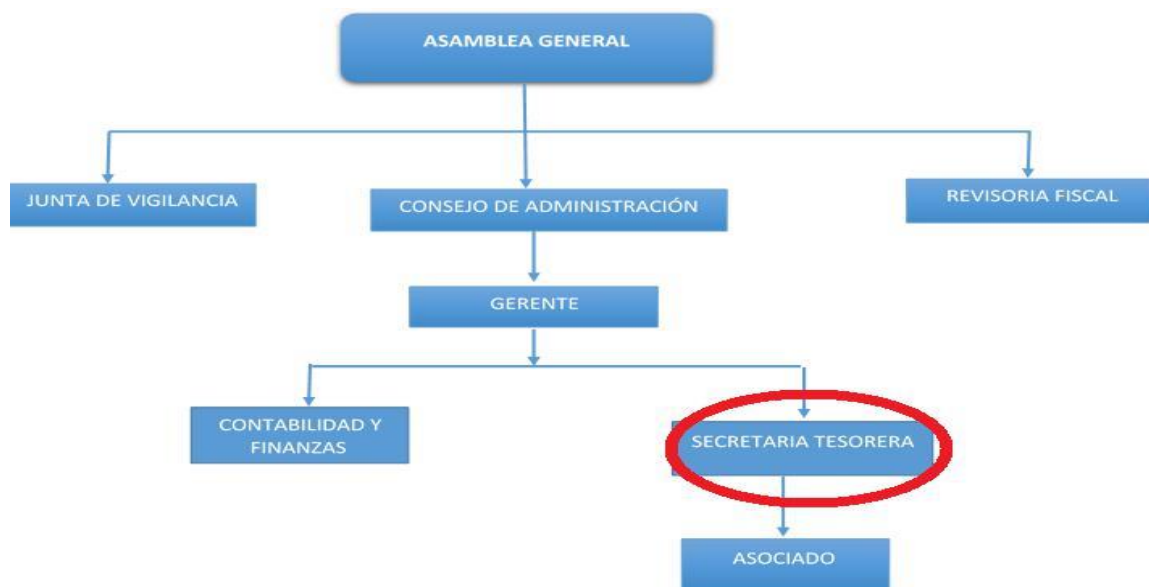 ASAMBLEA GENERAL
JUNTA DE VIGILANCIA
CONSEJO DE ADMINISTRACIÓN
REVISORIA FISCAL
GERENTE
CONTABILIDAD Y
FINANZAS
SECRETARIA TESORERA
ASOCIADO